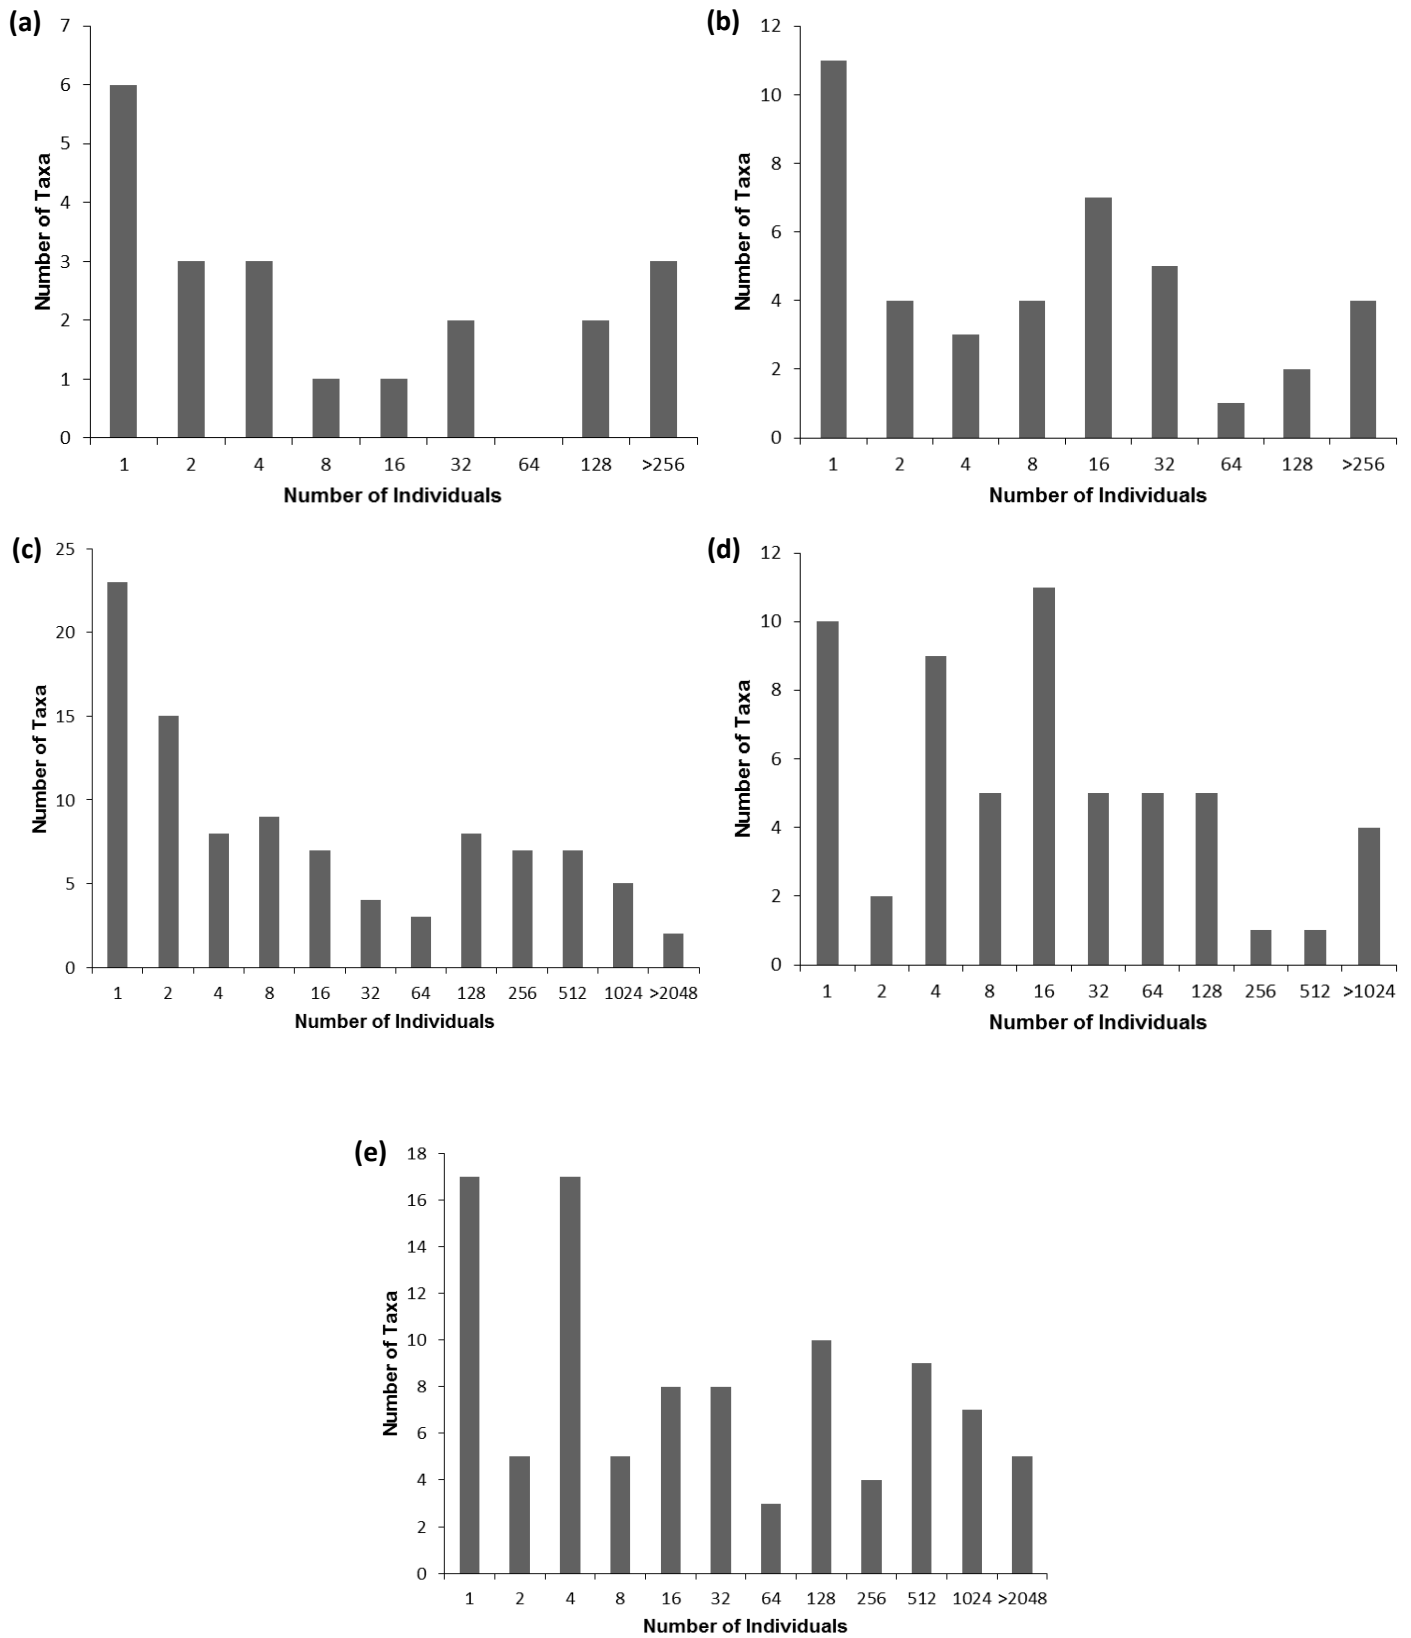 (a)
7
6
5
4
3
2
1
0
Number of Taxa
1 2 4 8 16 32 64 128 >256
Number of Individuals
(b)
12
10
8
6
4
2
0
Number of Taxa
1 2 4 8 16 32 64 128 >256
Number of Individuals
(c)
25
20
15
10
5
0
Number of Taxa
1 2 4 8 16 32 64 128 256 512 1024 >2048
Number of Individuals
(d)
12
10
8
6
4
2
0
Number of Taxa
1 2 4 8 16 32 64 128 256 512 >1024
Number of Individuals
(e)
18
16
14
12
10
8
6
4
2
0
Number of Taxa
1 2 4 8 16 32 64 128 256 512 1024 >2048
Number of Individuals